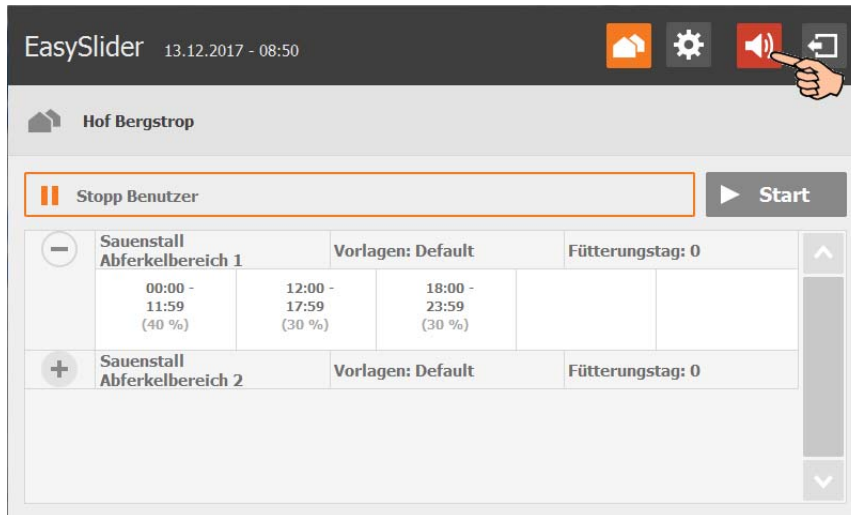 EasySlider 13.12.2017 - 08:50
Hof Bergstrop
Stopp Benutzer
Start
Sauenstall
Abferkelbereich 1
Vorlagen: Default
Fütterungstag: 0
00:00 -
11:59
(40 %)
12:00 -
17:59
(30 %)
18:00 -
23:59
(30 %)
Sauenstall
Abferkelbereich 2
Vorlagen: Default
Fütterungstag: 0